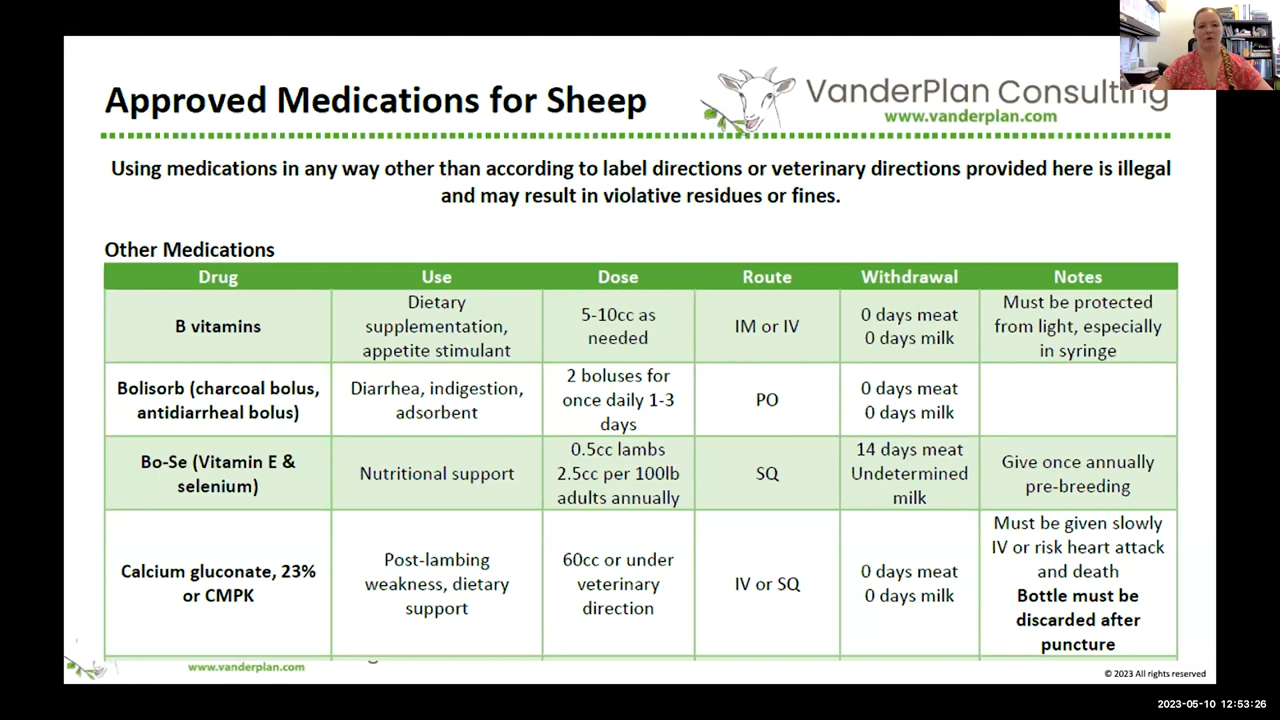 Approved Medications for Sheep
VanderPlan Consulting
www.vanderplan.com
Using medications in any way other than according to label directions or veterinary directions provided here is illegal
and may result in violative residues or fines.
Other Medications
Drug Use Dose Route Withdrawal Notes
B vitamins
Dietary
supplementation,
appetite stimulant
5-10cc as
needed
IM or IV
0 days meat
0 days milk
Must be protected
from light, especially
in syringe
Bolisorb (charcoal bolus,
antidiarrheal bolus)
Diarrhea, indigestion,
adsorbent
2 boluses for
once daily 1-3
days
PO
0 days meat
0 days milk
Bo-Se (Vitamin E &
selenium)
Nutritional support
0.5cc lambs
2.5cc per 100lb
adults annually
SQ
14 days meat
Undetermined
milk
Give once annually
pre-breeding
Calcium gluconate, 23%
or CMPK
Post-lambing
weakness, dietary
support
60cc or under
veterinary
direction
IV or SQ
0 days meat
0 days milk
Must be given slowly
IV or risk heart attack
and death
Bottle must be
discarded after
puncture
www.vanderplan.com
© 2023 All rights reserved
2023-05-10 12:53:26